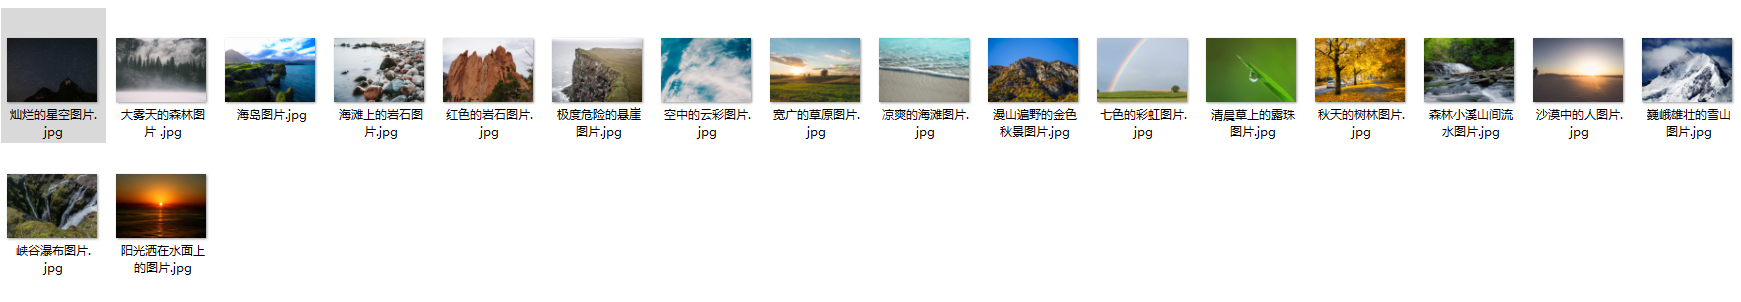 灿烂的星空图片.
jpg
大雾天的森林图
片 .jpg
海岛图片.jpg
海滩上的岩石图
片.jpg
红色的岩石图片.
jpg
极度危险的悬崖
图片.jpg
空中的云彩图片.
jpg
宽广的草原图片.
jpg
凉爽的海滩图片.
jpg
漫山遍野的金色
秋景图片.jpg
七色的彩虹图片.
jpg
清晨草上的露珠
图片.jpg
秋天的树林图片.
jpg
森林小溪山间流
水图片.jpg
沙漠中的人图片.
jpg
巍峨雄壮的雪山
图片.jpg
峡谷瀑布图片.
jpg
阳光洒在水面上
的图片.jpg